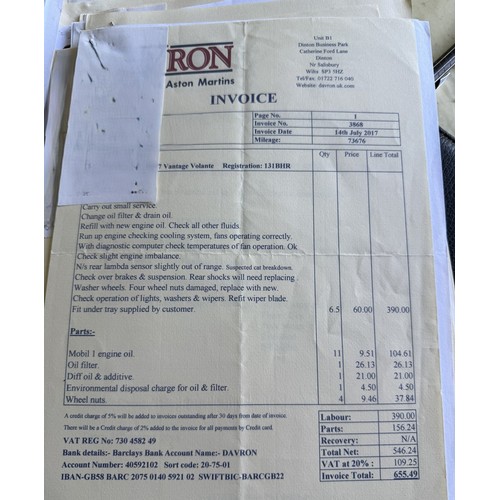 Unit B1
Dinton Business Park
Catherine Ford Lane
Dinton
Nr Salisbury
Wilts SP3 5HZ
Tel/Fax: 01722 716 040
Website: davron uk.com
RON
Aston Martins
INVOICE
Page No. 1
Invoice No. 3868
Invoice Date 14th July 2017
Mileage: 73676
Qty Price Line Total
7 Vantage Volante Registration: 131BHR
Carry out small service.
Change oil filter & drain oil.
Refill with new engine oil. Check all other fluids.
Run up engine checking cooling system, fans operating correctly.
With diagnostic computer check temperatures of fan operation. Ok
Check slight engine imbalance.
N/s rear lambda sensor slightly out of range. Suspected cat breakdown.
Check over brakes & suspension. Rear shocks will need replacing.
Washer wheels. Four wheel nuts damaged, replace with new.
Check operation of lights, washers & wipers. Refit wiper blade.
Fit under tray supplied by customer. 6.5 60.00 390.00
Parts:-
Mobil 1 engine oil. 11 9.51 104.61
Oil filter. 1 26.13 26.13
Diff oil & additive. 1 21.00 21.00
Environmental disposal charge for oil & filter. 1 4.50 4.50
Wheel nuts. 4 9.46 37.84
A credit charge of 5% will be added to invoices outstanding after 30 days from date of invoice.
There will be a Credit charge of 2% added to the invoice for all payments by Credit card.
VAT REG No: 730 4582 49
Bank details:- Barclays Bank Account Name:- DAVRON
Account Number: 40592102 Sort code: 20-75-01
IBAN-GB58 BARC 2075 0140 5921 02 SWIFTBIC-BARCGB22
Labour: 390.00
Parts: 156.24
Recovery: N/A
Total Net: 546.24
VAT at 20% : 109.25
Invoice Total: 655.49